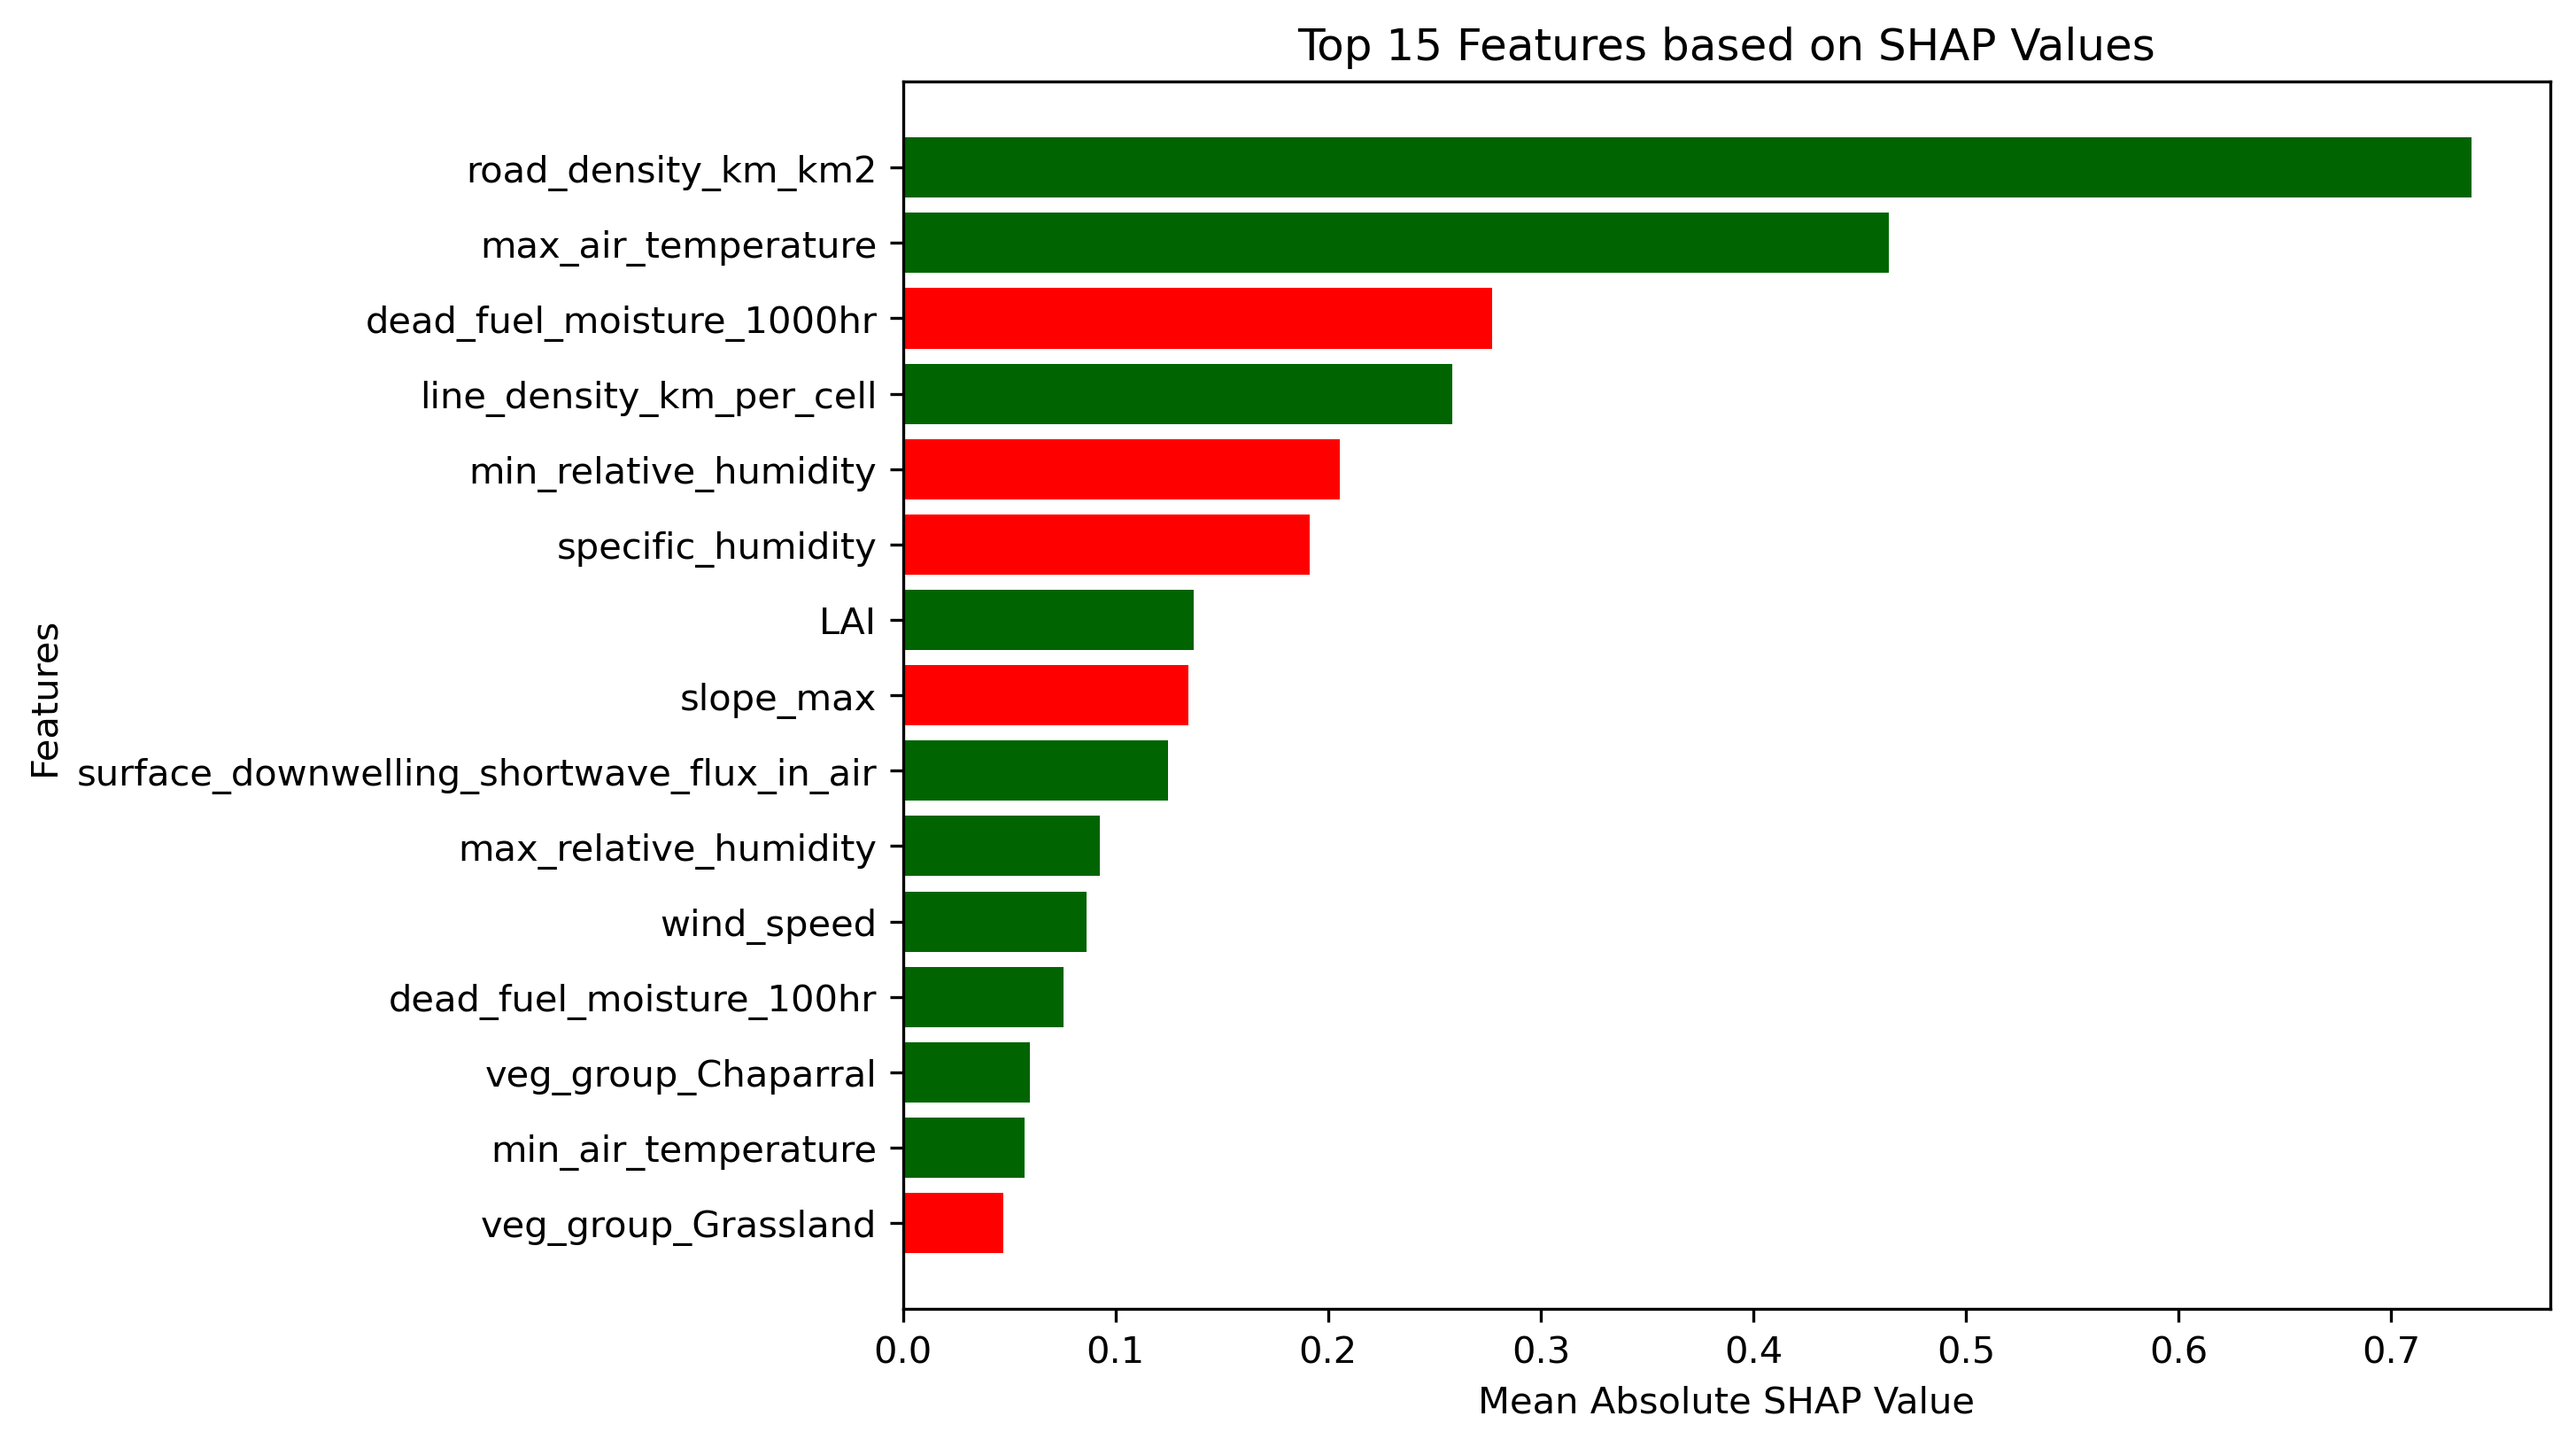 Top 15 Features based on SHAP Values
Features
road_density_km_km2
max_air_temperature
dead_fuel_moisture_1000hr
line_density_km_per_cell
min_relative_humidity
specific_humidity
LAI
slope_max
surface_downwelling_shortwave_flux_in_air
max_relative_humidity
wind_speed
dead_fuel_moisture_100hr
veg_group_Chaparral
min_air_temperature
veg_group_Grassland
0.0 0.1 0.2 0.3 0.4 0.5 0.6 0.7
Mean Absolute SHAP Value